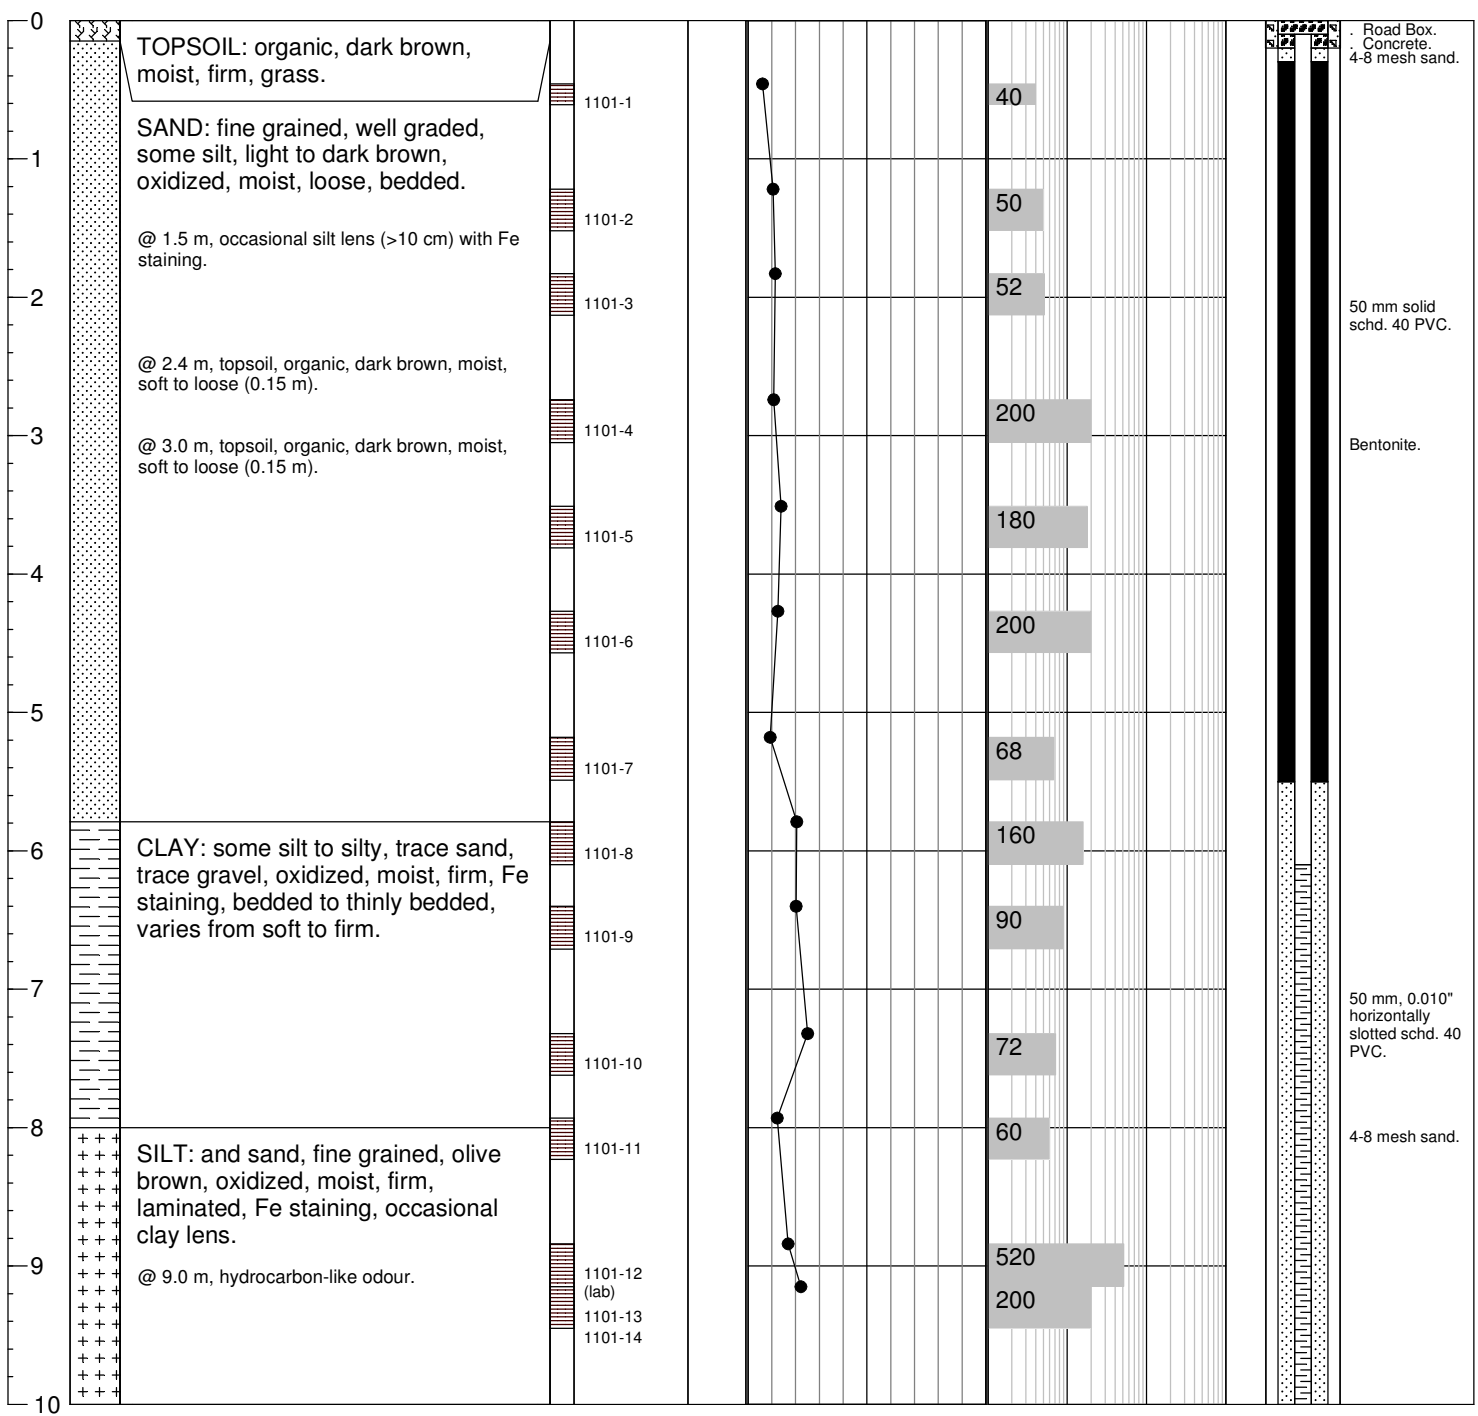 0
1
2
3
4
5
6
7
8
9
10
TOPSOIL: organic, dark brown,
moist, firm, grass.
SAND: fine grained, well graded,
some silt, light to dark brown,
oxidized, moist, loose, bedded.
@ 1.5 m, occasional silt lens (>10 cm) with Fe
staining.
@ 2.4 m, topsoil, organic, dark brown, moist,
soft to loose (0.15 m).
@ 3.0 m, topsoil, organic, dark brown, moist,
soft to loose (0.15 m).
CLAY: some silt to silty, trace sand,
trace gravel, oxidized, moist, firm, Fe
staining, bedded to thinly bedded,
varies from soft to firm.
SILT: and sand, fine grained, olive
brown, oxidized, moist, firm,
laminated, Fe staining, occasional
clay lens.
@ 9.0 m, hydrocarbon-like odour.
1101-1
1101-2
1101-3
1101-4
1101-5
1101-6
1101-7
1101-8
1101-9
1101-10
1101-11
1101-12
(lab)
1101-13
1101-14
40
50
52
200
180
200
68
160
90
72
60
520
200
. Road Box.
. Concrete.
4-8 mesh sand.
50 mm solid
schd. 40 PVC.
Bentonite.
50 mm, 0.010"
horizontally
slotted schd. 40
PVC.
4-8 mesh sand.